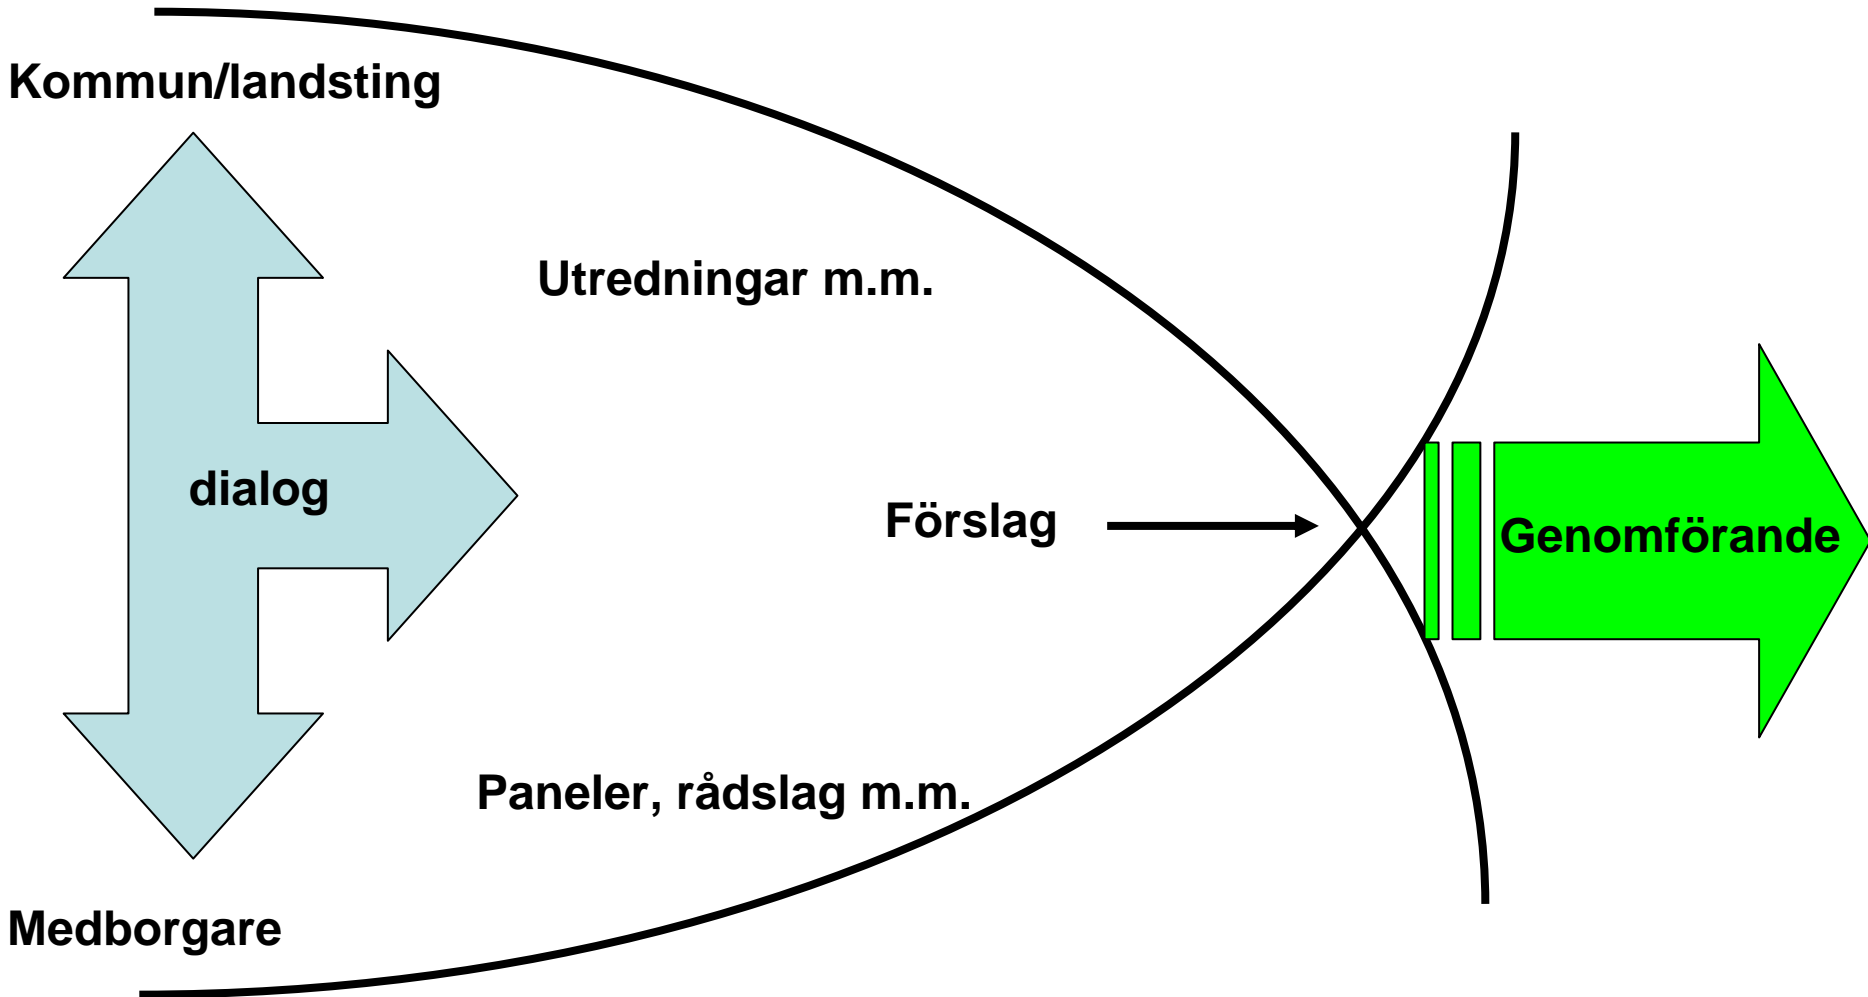 Kommun/landsting
Utredningar m.m.
dialog
Förslag
Genomförande
Paneler, rådslag m.m.
Medborgare